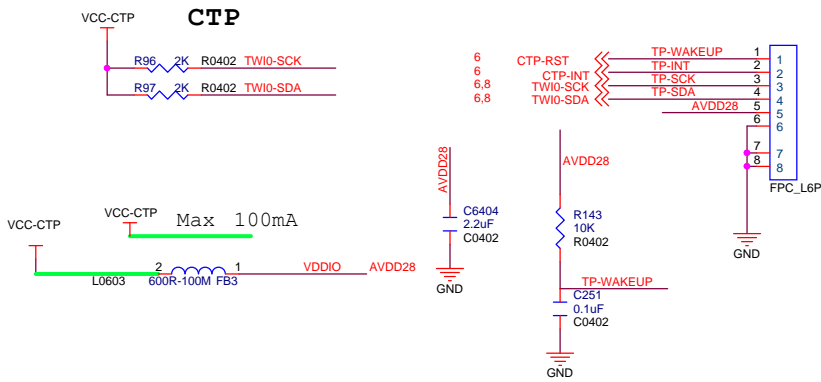 CTP
VCC-CTP
R96 2K R0402 TWI0-SCK
R97 2K R0402 TWI0-SDA
6 CTP-RST TP-WAKEUP 1 1
6 CTP-INT TP-INT 2 2
6,8 TWI0-SCK TP-SCK 3 3
6,8 TWI0-SDA TP-SDA 4 4
AVDD28 5 5
6 6
7 7
8 8
FPC_L6P
GND
VCC-CTP
VCC-CTP
Max 100mA
2 1 VDDIO AVDD28
L0603 600R-100M FB3
AVDD28
C6404
2.2uF
C0402
GND
AVDD28
R143
10K
R0402
TP-WAKEUP
C251
0.1uF
C0402
GND